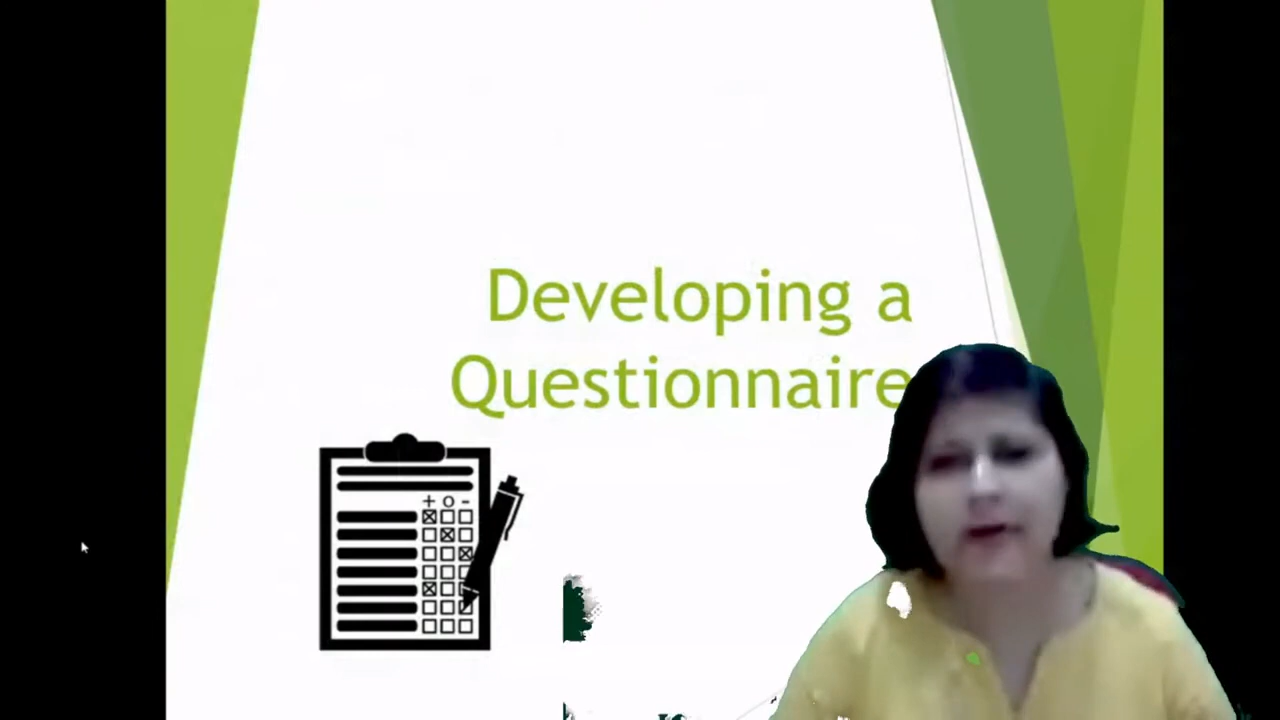 Developing a
Questionnaire
+ o -